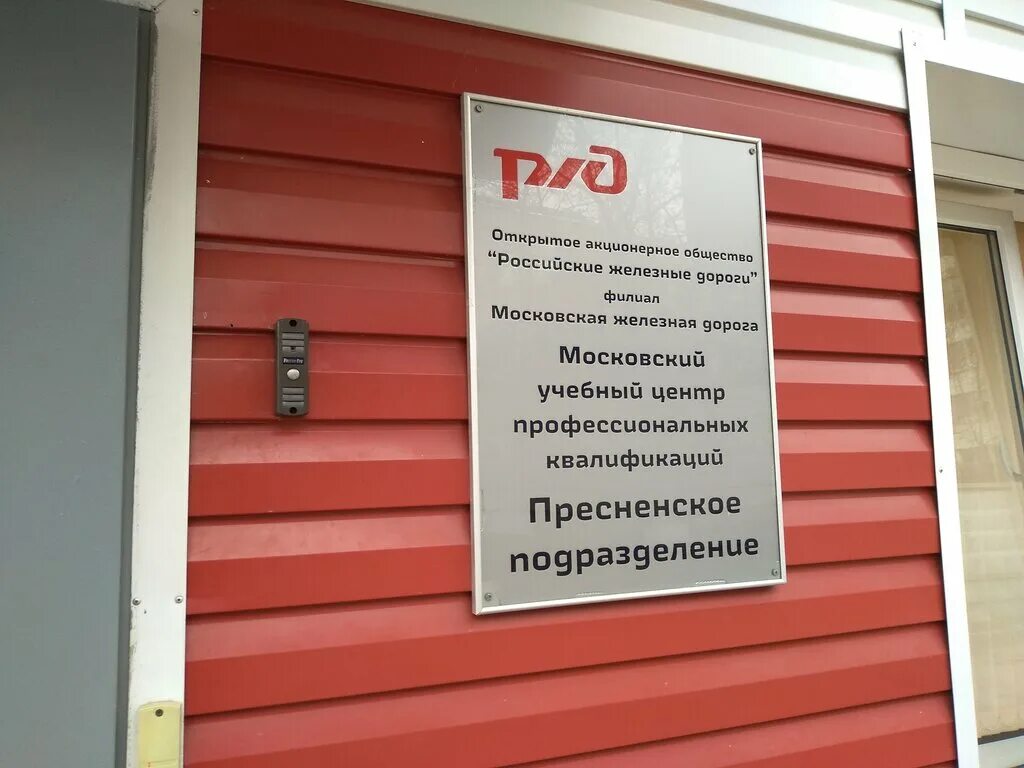 РЖД
Открытое акционерное общество
"Российские железные дороги"
филиал
Московская железная дорога
Московский
учебный центр
профессиональных
квалификаций
Пресненское
подразделение